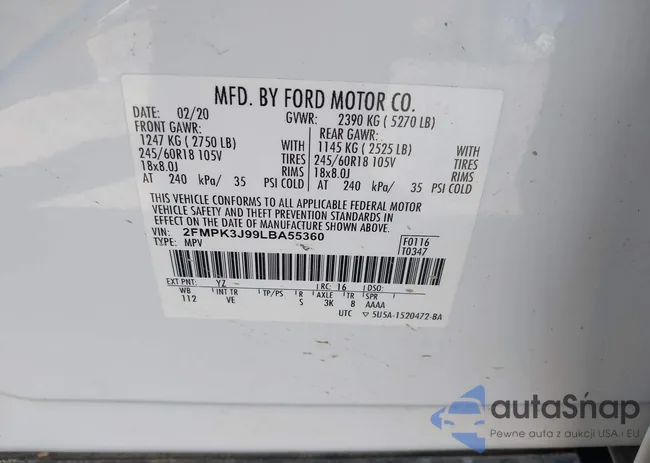 MFD. BY FORD MOTOR CO.
DATE: 02/20 GVWR: 2390 KG ( 5270 LB)
FRONT GAWR: REAR GAWR:
1247 KG ( 2750 LB) WITH 1145 KG ( 2525 LB) WITH
245/60R18 105V TIRES 245/60R18 105V TIRES
18x8.0J RIMS 18x8.0J RIMS
AT 240 kPa/ 35 PSI COLD AT 240 kPa/ 35 PSI COLD
THIS VEHICLE CONFORMS TO ALL APPLICABLE FEDERAL MOTOR
VEHICLE SAFETY AND THEFT PREVENTION STANDARDS IN
EFFECT ON THE DATE OF MANUFACTURE SHOWN ABOVE.
VIN: 2FMPK3J99LBA55360 F0116
TYPE: MPV T0347
EXT PNT: YZ RC: 16 DSO:
WB INT TR TP/PS R AXLE TR SPR
112 VE S 3K 8 AAAA
UTC ▽ 5U5A-1520472-BA
autaSnap
Pewne auta z aukcji USA i EU